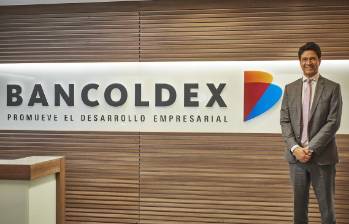 BANCOLDEX
PROMUEVE EL DESARROLLO EMPRESARIAL